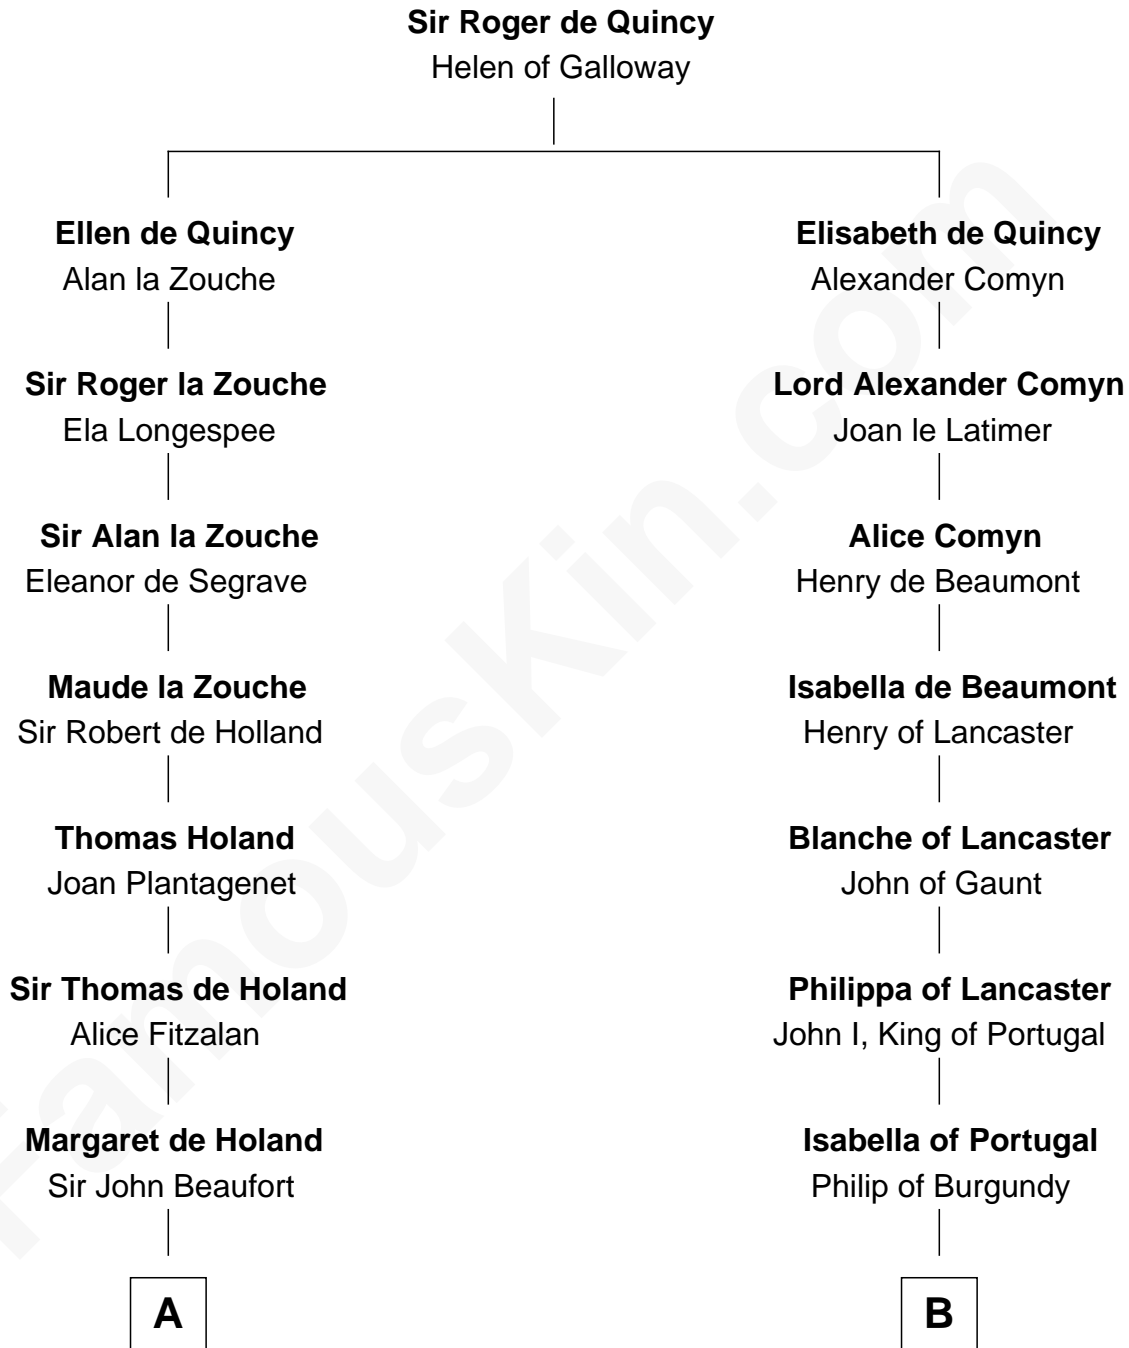 Sir Roger de Quincy
Helen of Galloway
Ellen de Quincy
Alan la Zouche
Elisabeth de Quincy
Alexander Comyn
Sir Roger la Zouche
Ela Longespee
Lord Alexander Comyn
Joan le Latimer
Sir Alan la Zouche
Eleanor de Segrave
Alice Comyn
Henry de Beaumont
Maude la Zouche
Sir Robert de Holland
Isabella de Beaumont
Henry of Lancaster
Thomas Holand
Joan Plantagenet
Blanche of Lancaster
John of Gaunt
Sir Thomas de Holand
Alice Fitzalan
Philippa of Lancaster
John I, King of Portugal
Margaret de Holand
Sir John Beaufort
Isabella of Portugal
Philip of Burgundy
A
B
FamousKin.com